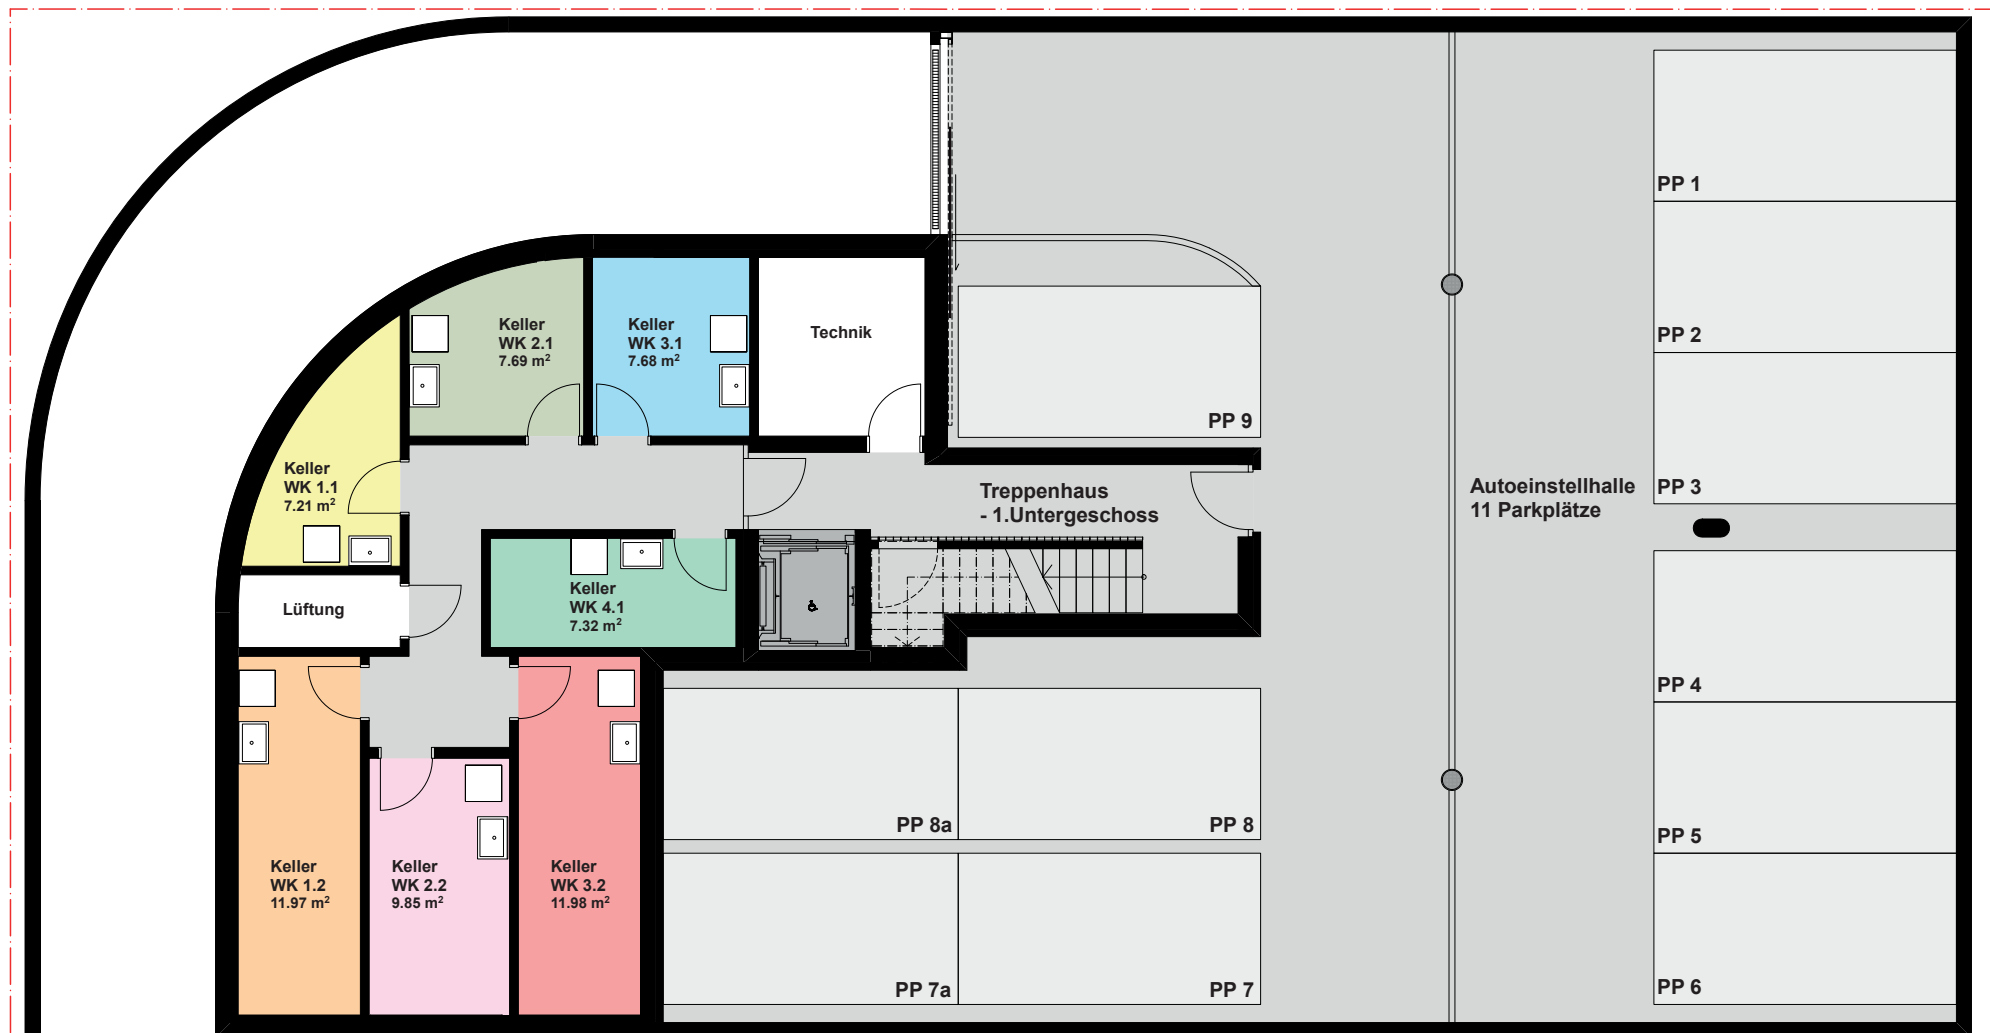 PP 1
PP 2
Keller
WK 2.1
7.69 m²
Keller
WK 3.1
7.68 m²
Technik
PP 9
Keller
WK 1.1
7.21 m²
Treppenhaus
- 1.Untergeschoss
Autoeinstellhalle
11 Parkplätze
PP 3
Lüftung
Keller
WK 4.1
7.32 m²
PP 4
PP 8a
PP 8
PP 5
Keller
WK 1.2
11.97 m²
Keller
WK 2.2
9.85 m²
Keller
WK 3.2
11.98 m²
PP 7a
PP 7
PP 6